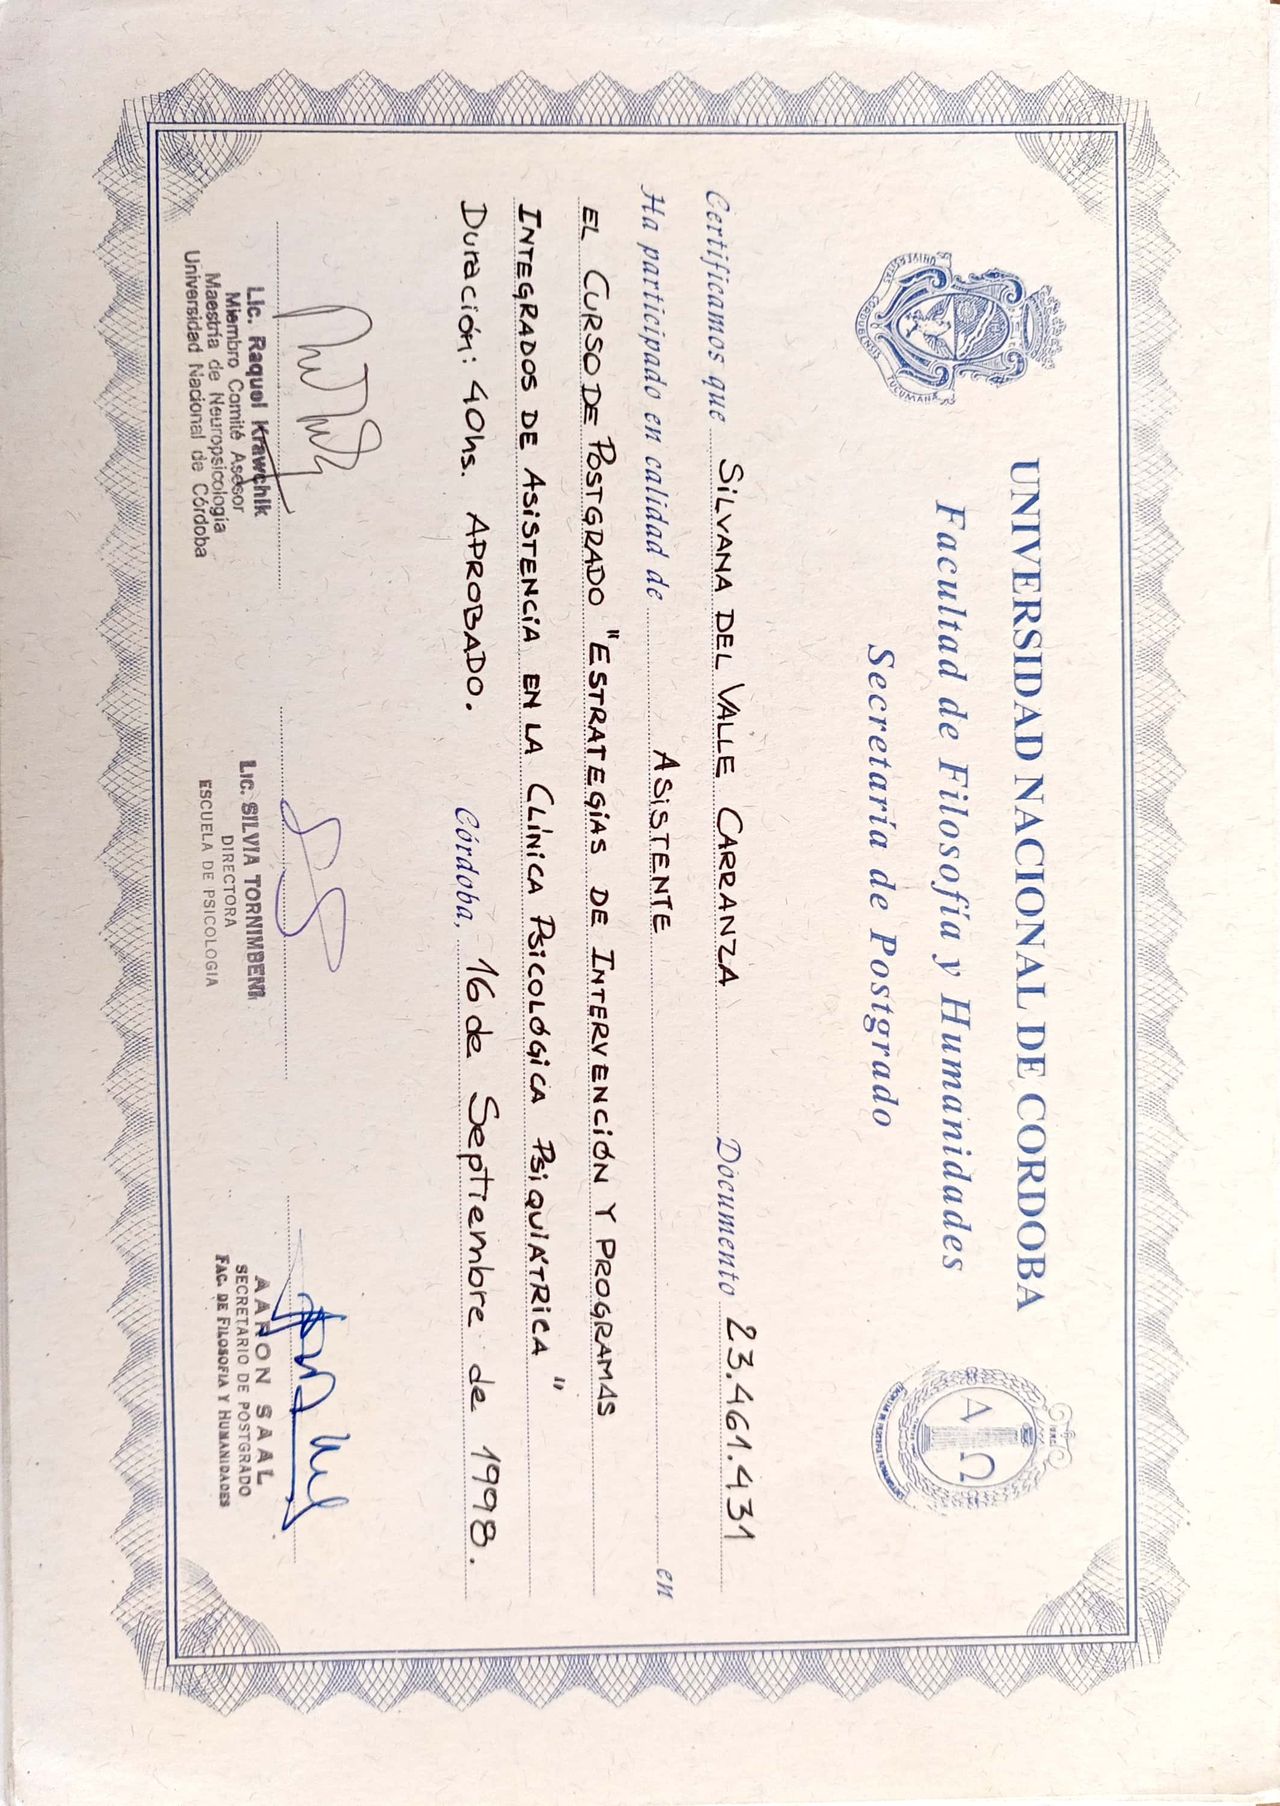 UNIVERSIDAD NACIONAL DE CORDOBA
Facultad de Filosofía y Humanidades
Secretaría de Postgrado
Certificamos que SILVANA DEL VALLE CARRANZA Documento 23.461.431
Ha participado en calidad de ASISTENTE en
EL CURSO DE POSTGRADO "ESTRATEGIAS DE INTERVENCIÓN Y PROGRAMAS
INTEGRADOS DE ASISTENCIA EN LA CLÍNICA PSICOLÓGICA PSIQUIÁTRICA"
Duración: 40hs. APROBADO. Córdoba, 16 de Septiembre de 1998.
Lic. Raquel Krawchik
Miembro Comité Asesor
Maestría de Neuropsicología
Universidad Nacional de Córdoba
LIC. SILVIA TORNIMBENI
DIRECTORA
ESCUELA DE PSICOLOGIA
AARON SAAL
SECRETARIO DE POSTGRADO
FAC. DE FILOSOFIA Y HUMANIDADES
UNIVERSITAS CORDUBENSIS TUCUMANAE
U.N.C.
A Ω